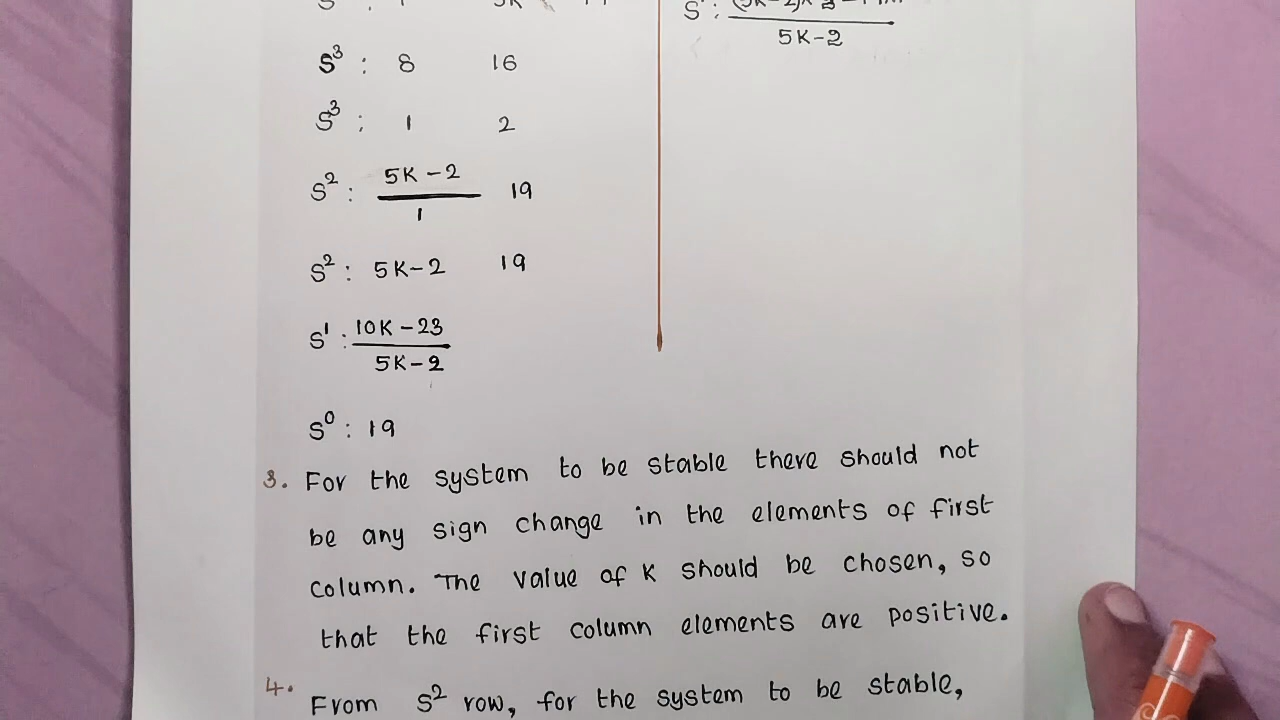 S³ : 8 16
S³ : 1 2
S² : 5K-2 / 1 19
S² : 5K-2 19
S¹ : 10K-23 / 5K-2
S⁰ : 19
3. For the system to be stable there should not
be any sign change in the elements of first
column. The value of K should be chosen, so
that the first column elements are positive.
4. From S² row, for the system to be stable,
5K-2